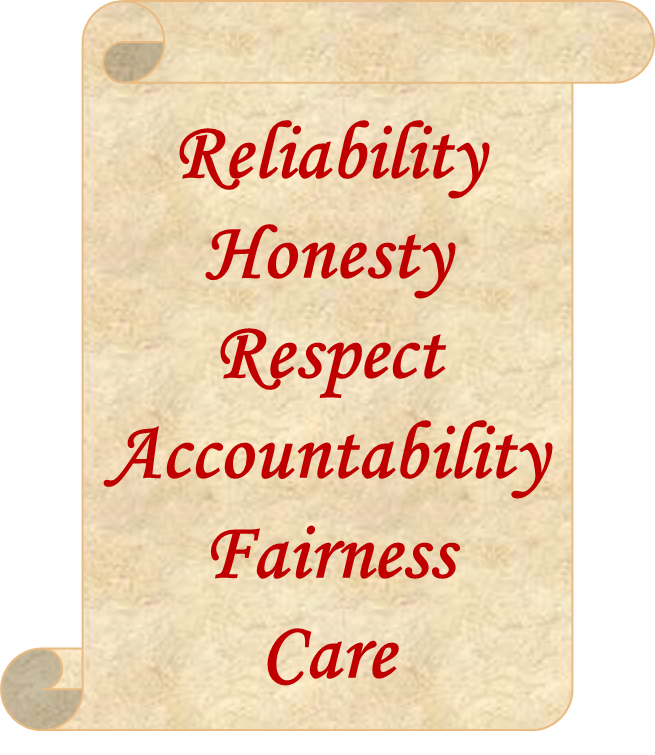 Reliability
Honesty
Respect
Accountability
Fairness
Care